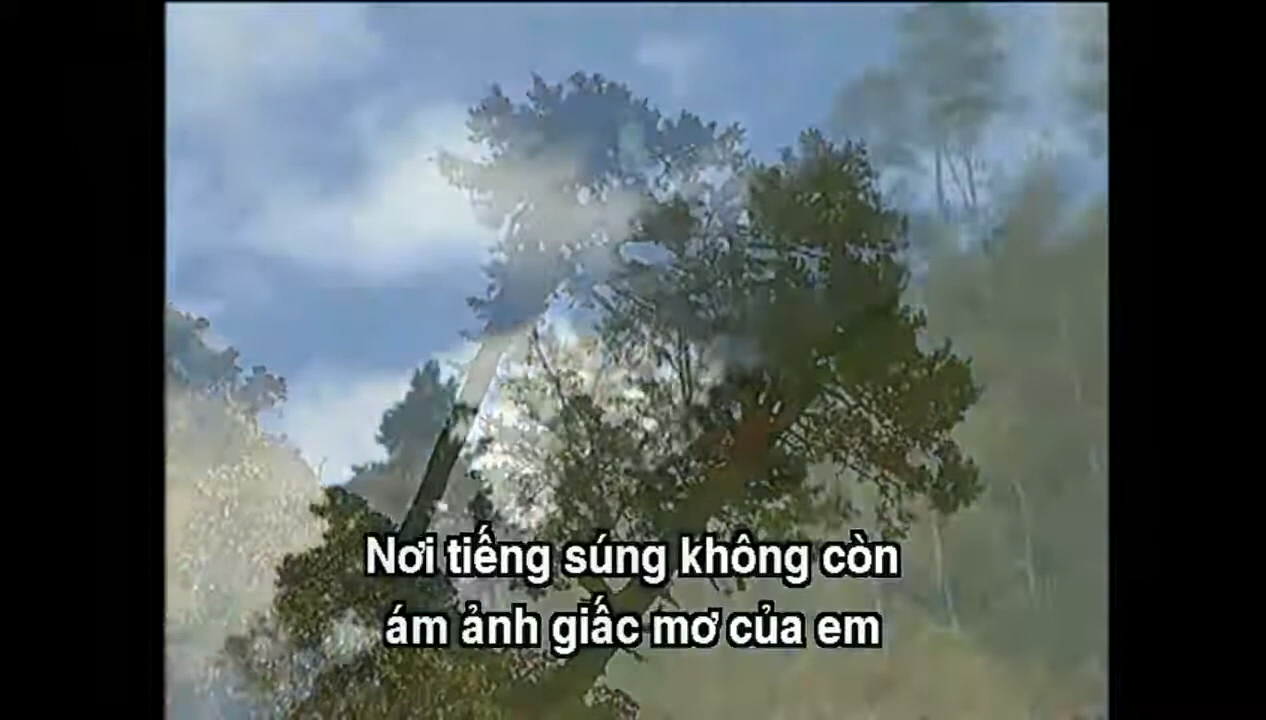 Nơi tiếng súng không còn
ám ảnh giấc mơ của em